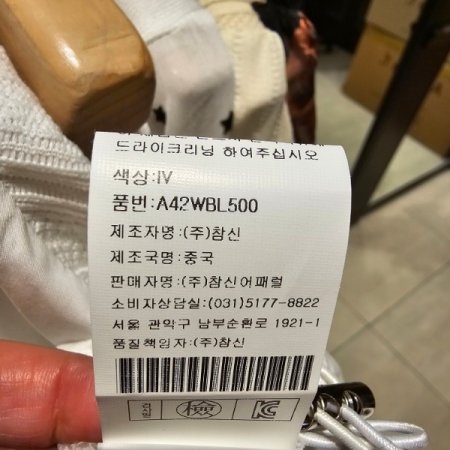 드라이크리닝 하여주십시오
색상:IV
품번:A42WBL500
제조자명:(주)참신
제조국명:중국
판매자명:(주)참신어패럴
소비자상담실:(031)5177-8822
서울 관악구 남부순환로 1921-1
품질책임자:(주)참신
檢